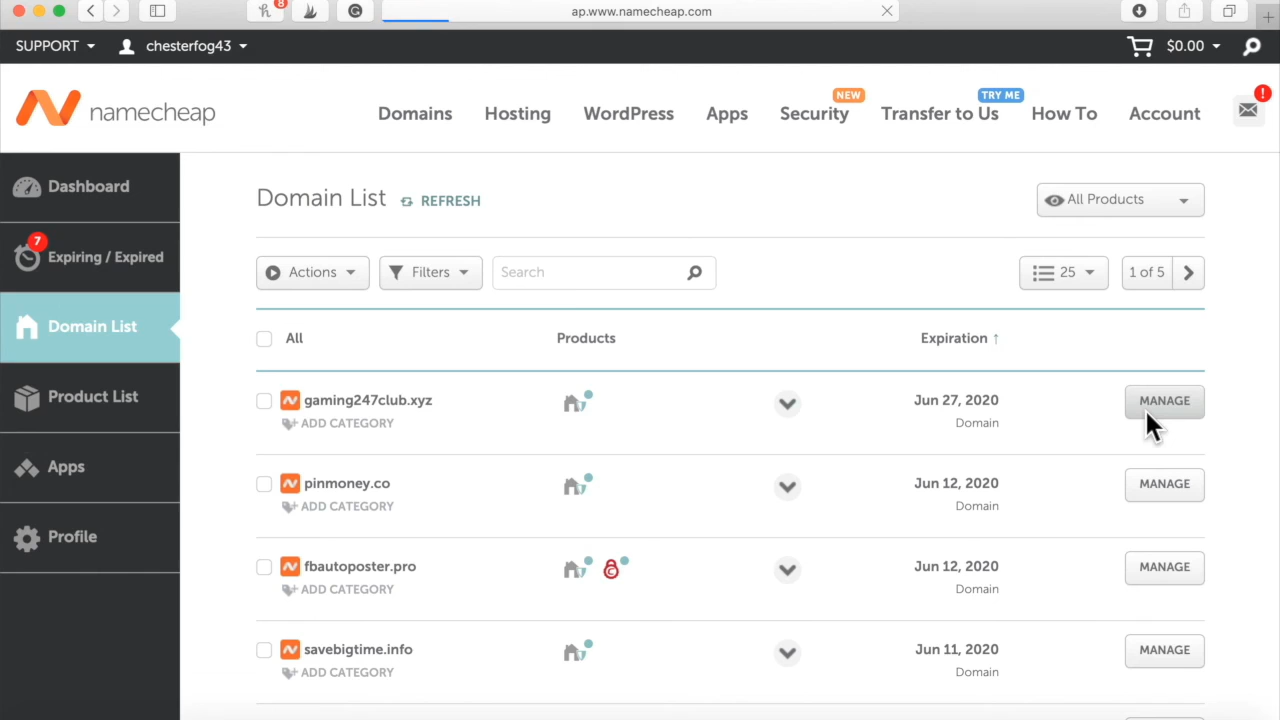 8
ap.www.namecheap.com
SUPPORT
chesterfog43
$0.00
namecheap
Domains
Hosting
WordPress
Apps
Security
NEW
Transfer to Us
TRY ME
How To
Account
!
Dashboard
7
Expiring / Expired
Domain List
Product List
Apps
Profile
Domain List
REFRESH
All Products
Actions
Filters
Search
25
1 of 5
All
Products
Expiration ↑
gaming247club.xyz
ADD CATEGORY
Jun 27, 2020
Domain
MANAGE
pinmoney.co
ADD CATEGORY
Jun 12, 2020
Domain
MANAGE
fbautoposter.pro
ADD CATEGORY
Jun 12, 2020
Domain
MANAGE
savebigtime.info
ADD CATEGORY
Jun 11, 2020
Domain
MANAGE